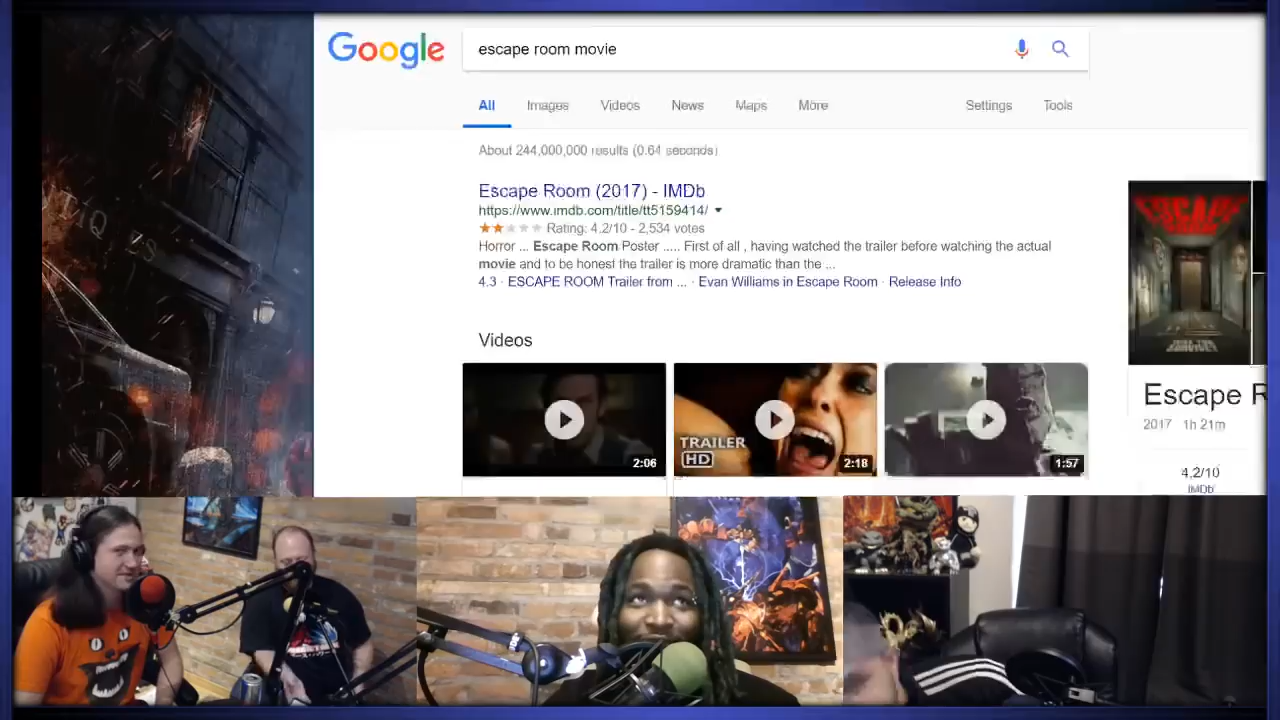 Google
escape room movie
All
Images
Videos
News
Maps
More
Settings
Tools
About 244,000,000 results (0.64 seconds)
Escape Room (2017) - IMDb
https://www.imdb.com/title/tt5159414/
Rating: 4.2/10 - 2,534 votes
Horror ... Escape Room Poster ..... First of all , having watched the trailer before watching the actual
movie and to be honest the trailer is more dramatic than the ...
4.3 · ESCAPE ROOM Trailer from ... · Evan Williams in Escape Room · Release Info
Videos
2:06
TRAILER
HD
2:18
1:57
ESCAPE
ROOM
Escape R
2017 1h 21m
4.2/10
IMDb
TIQ